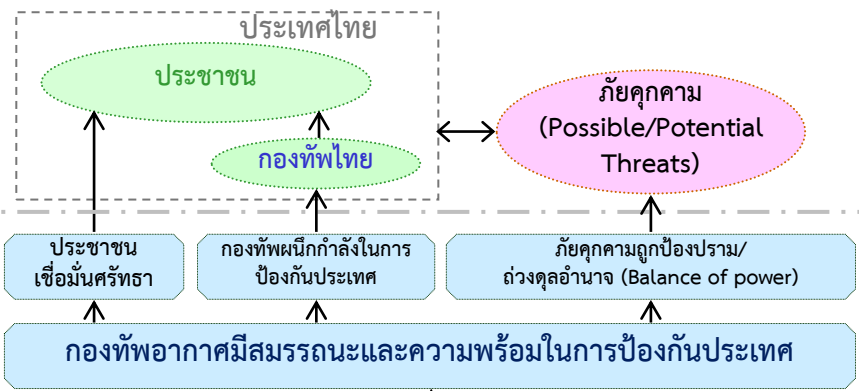 ประเทศไทย
ประชาชน
กองทัพไทย
ภัยคุกคาม
(Possible/Potential
Threats)
ประชาชน
เชื่อมั่นศรัทธา
กองทัพผนึกกำลังในการ
ป้องกันประเทศ
ภัยคุกคามถูกป้องปราม/
ถ่วงดุลอำนาจ (Balance of power)
กองทัพอากาศมีสมรรถนะและความพร้อมในการป้องกันประเทศ